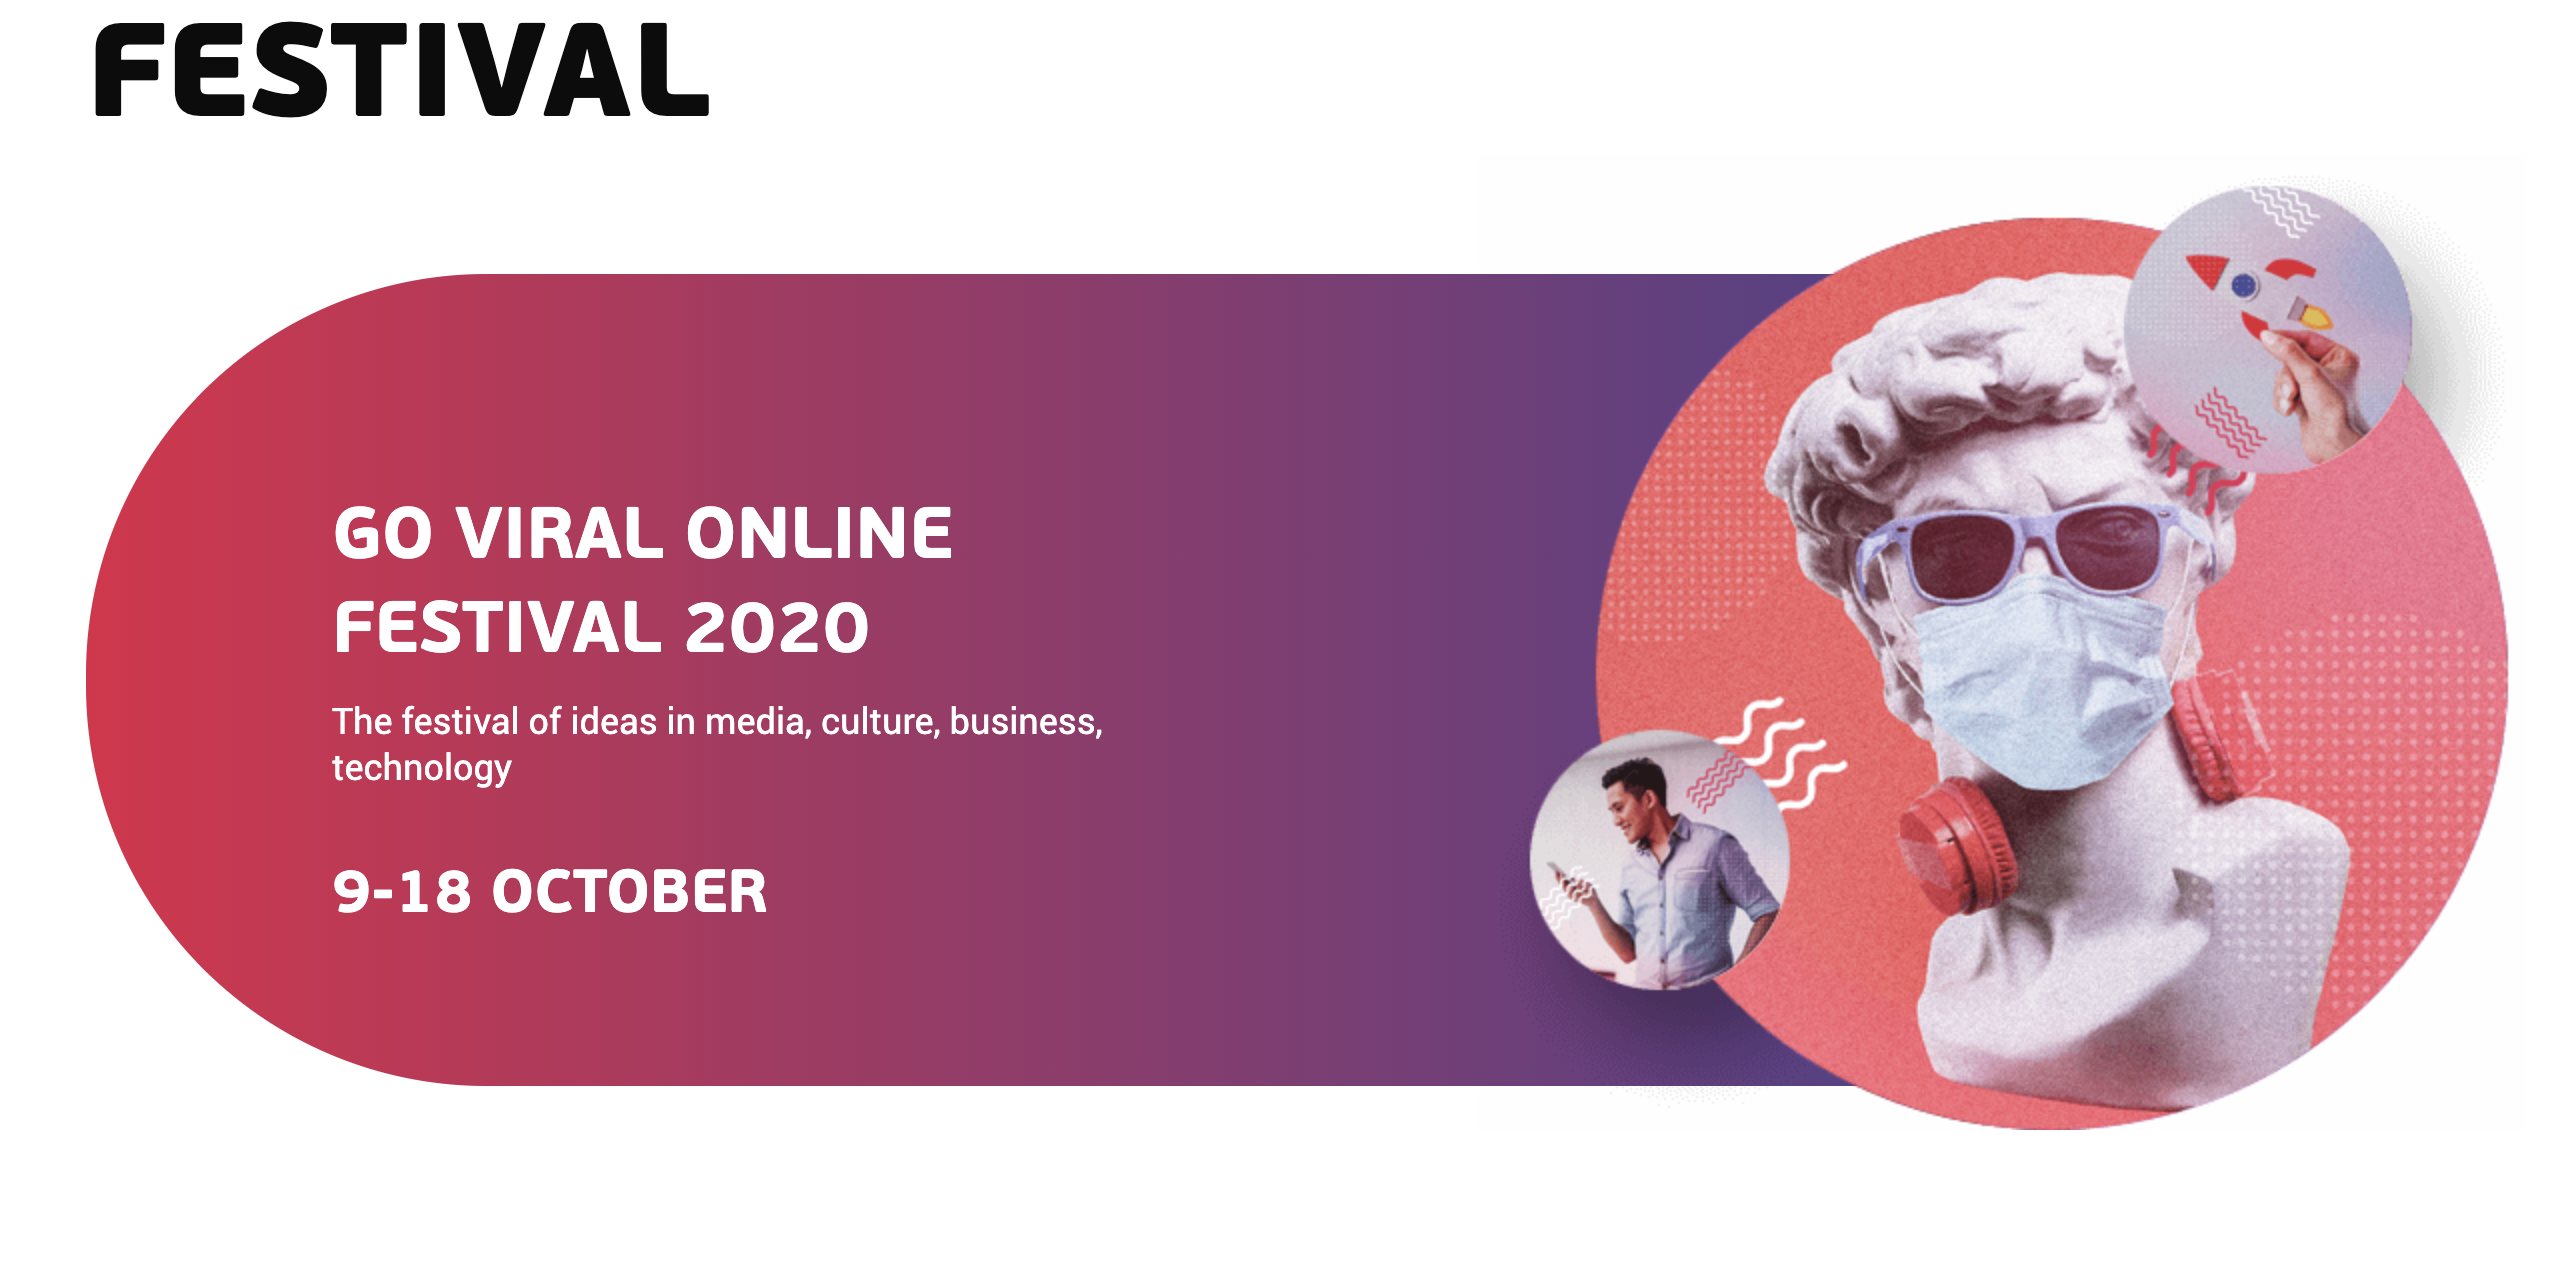 FESTIVAL
GO VIRAL ONLINE
FESTIVAL 2020
The festival of ideas in media, culture, business,
technology
9-18 OCTOBER